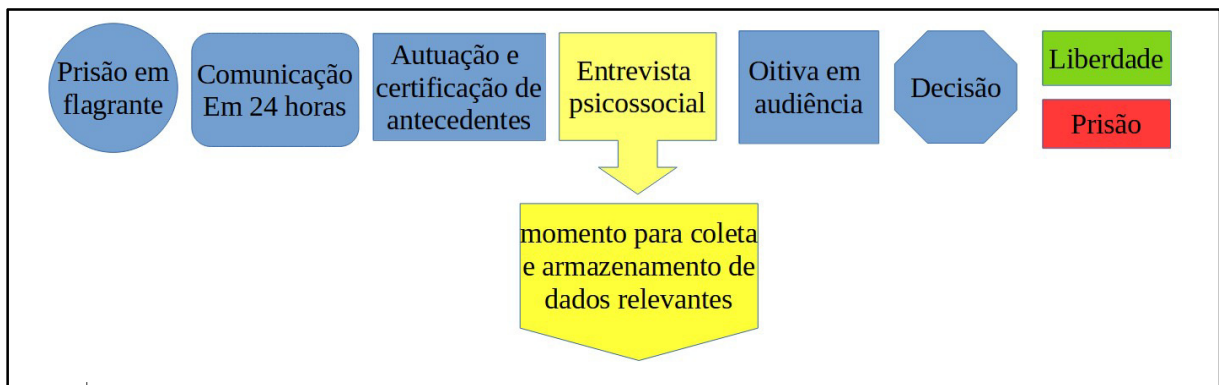 Prisão em
flagrante
Comunicação
Em 24 horas
Autuação e
certificação de
antecedentes
Entrevista
psicossocial
Oitiva em
audiência
Decisão
Liberdade
Prisão
momento para coleta
e armazenamento de
dados relevantes